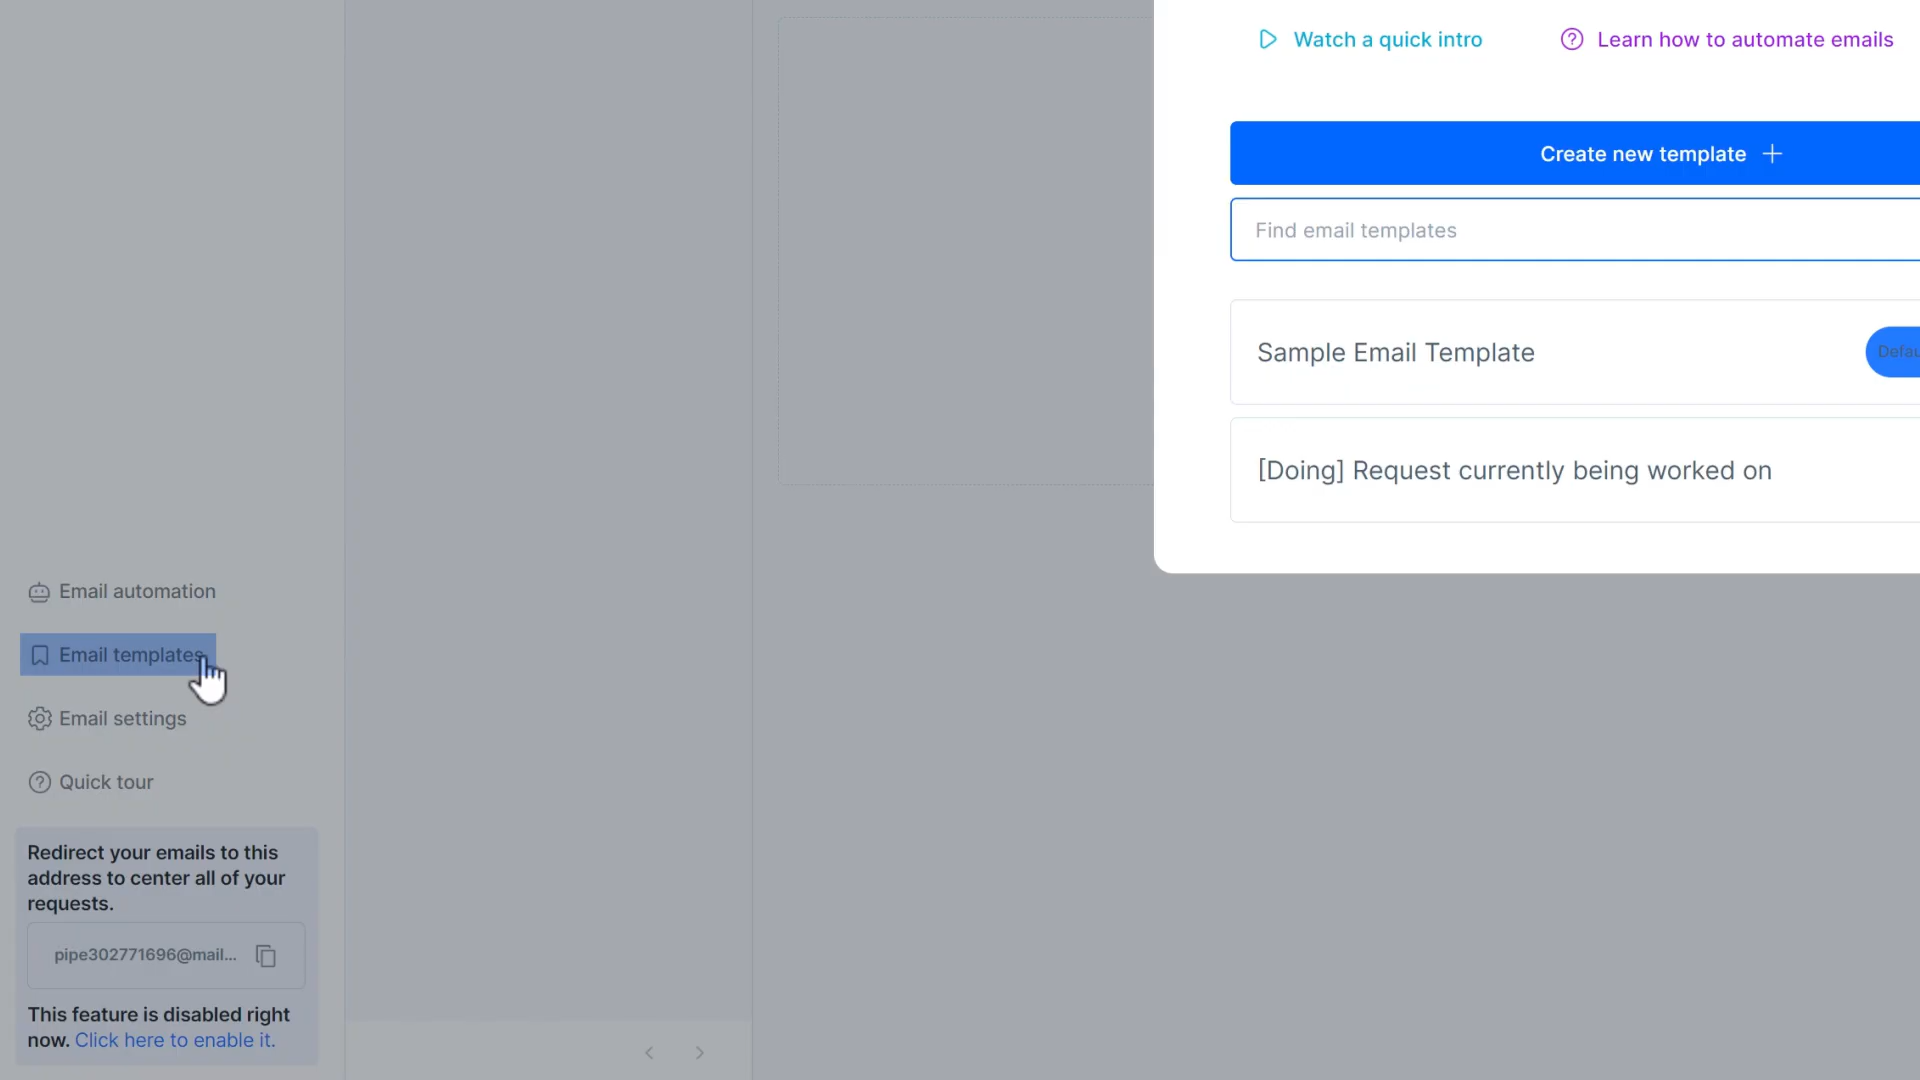 Watch a quick intro
Learn how to automate emails
Create new template
Find email templates
Sample Email Template
[Doing] Request currently being worked on
Email automation
Email templates
Email settings
Quick tour
Redirect your emails to this
address to center all of your
requests.
pipe302771696@mail...
This feature is disabled right
now. Click here to enable it.